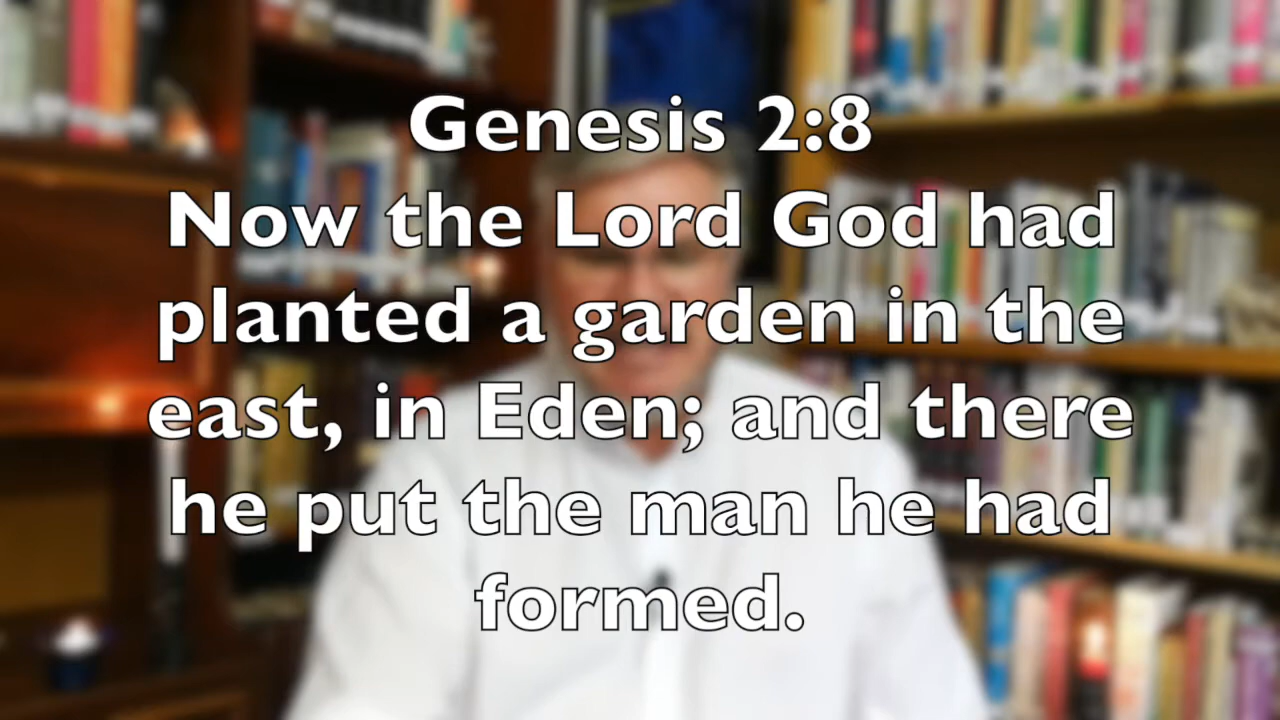 Genesis 2:8
Now the Lord God had
planted a garden in the
east, in Eden; and there
he put the man he had
formed.